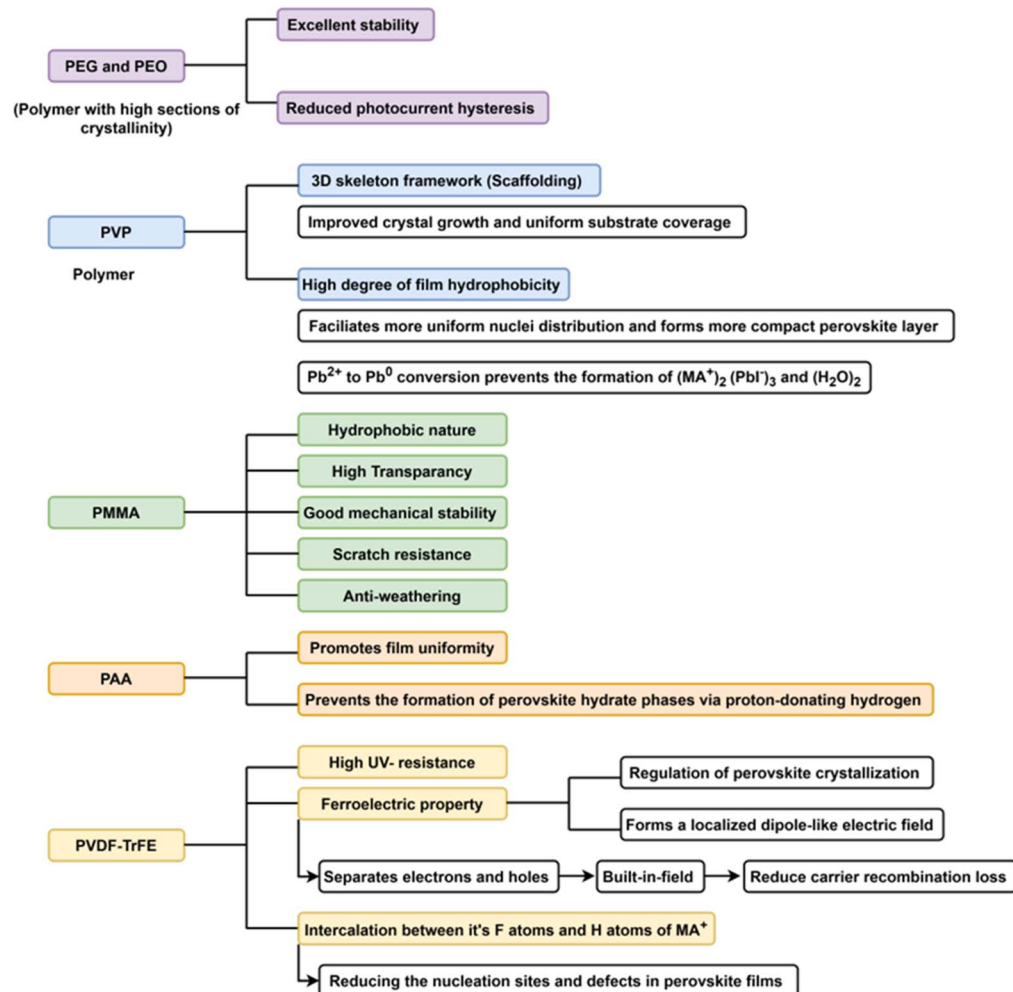 Excellent stability
PEG and PEO
(Polymer with high sections of
crystallinity)
Reduced photocurrent hysteresis
3D skeleton framework (Scaffolding)
Improved crystal growth and uniform substrate coverage
PVP
Polymer
High degree of film hydrophobicity
Faciliates more uniform nuclei distribution and forms more compact perovskite layer
Pb²⁺ to Pb⁰ conversion prevents the formation of (MA⁺)₂ (PbI⁻)₃ and (H₂O)₂
Hydrophobic nature
High Transparancy
PMMA
Good mechanical stability
Scratch resistance
Anti-weathering
Promotes film uniformity
PAA
Prevents the formation of perovskite hydrate phases via proton-donating hydrogen
High UV- resistance
Regulation of perovskite crystallization
Ferroelectric property
Forms a localized dipole-like electric field
PVDF-TrFE
Separates electrons and holes
Built-in-field
Reduce carrier recombination loss
Intercalation between it's F atoms and H atoms of MA⁺
Reducing the nucleation sites and defects in perovskite films